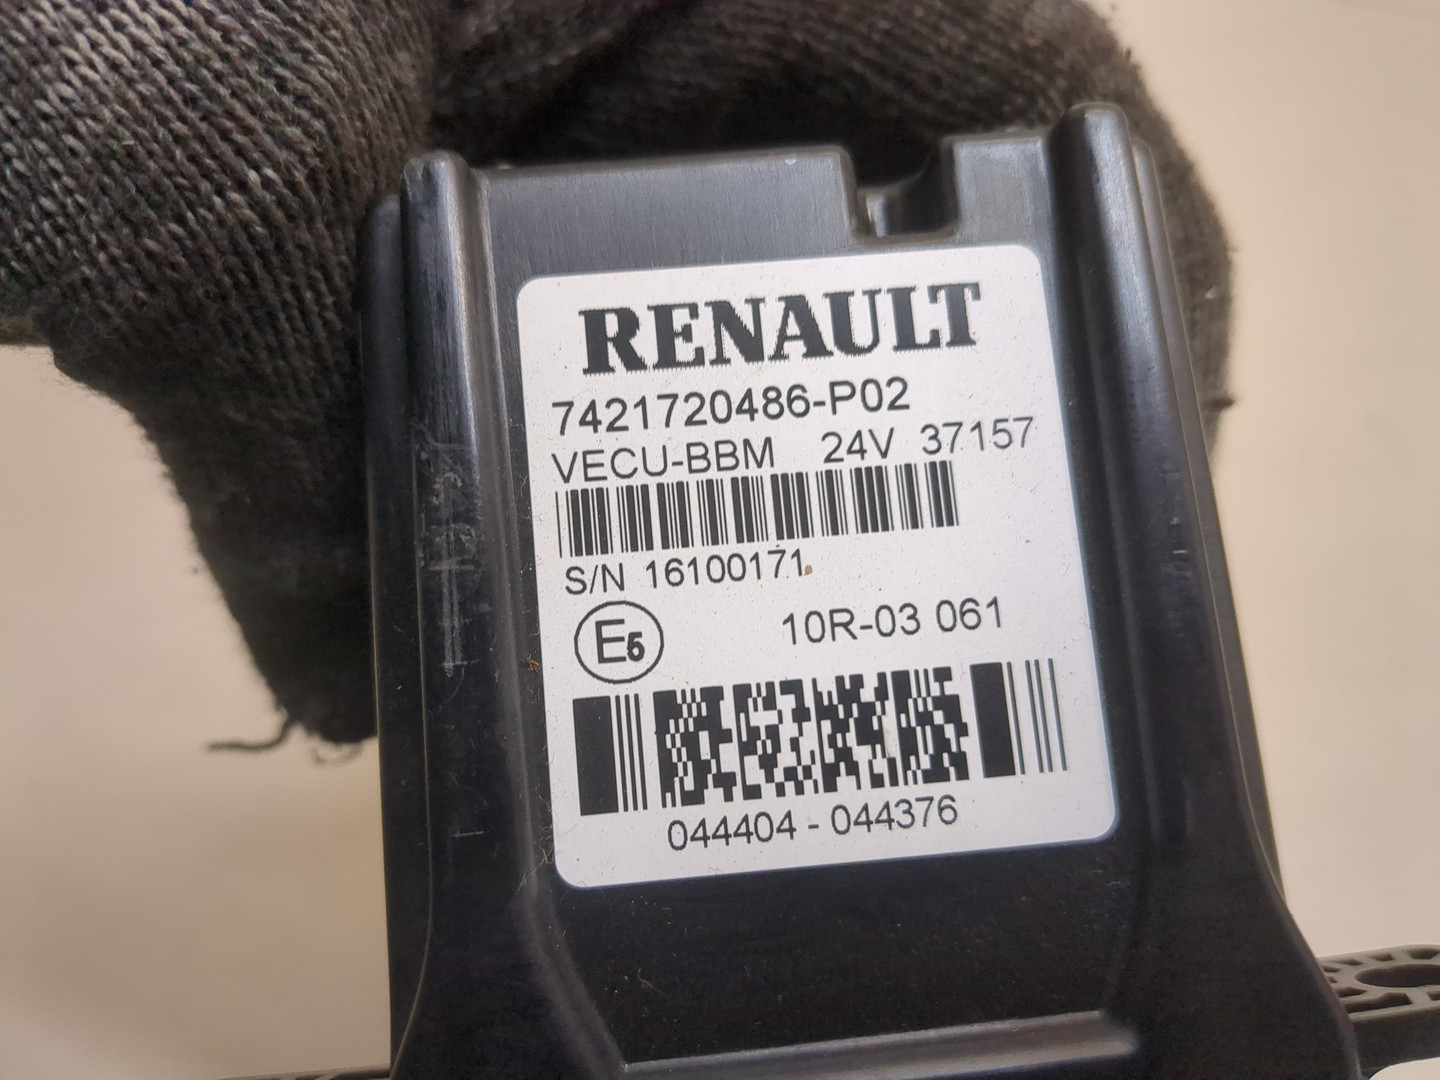 RENAULT
7421720486-P02
VECU-BBM 24V 37157
S/N 16100171
E5 10R-03 061
044404 - 044376